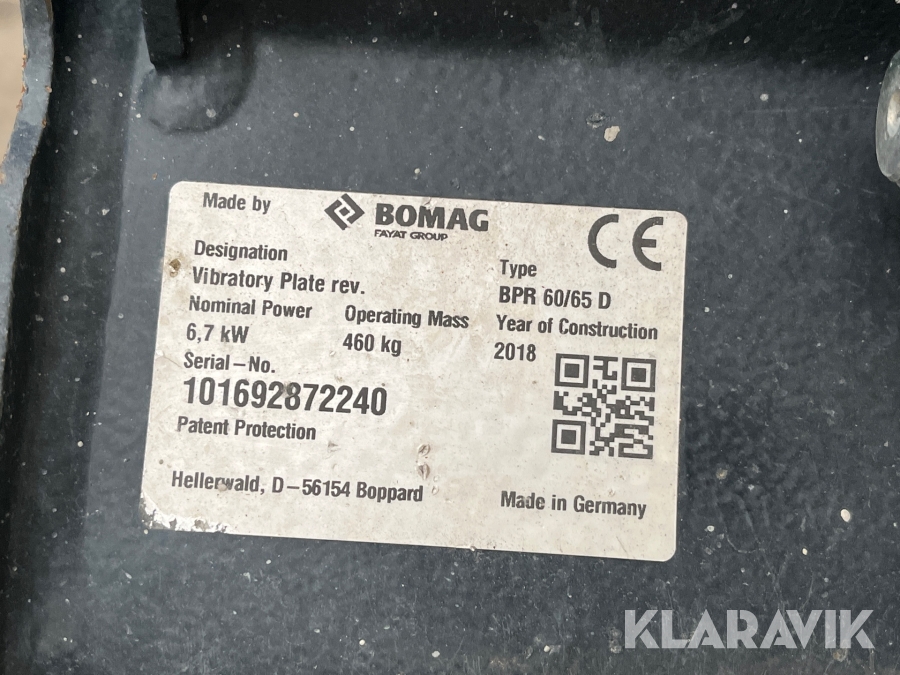 Made by
BOMAG
FAYAT GROUP
CE
Designation
Vibratory Plate rev.
Type
BPR 60/65 D
Nominal Power
6,7 kW
Operating Mass
460 kg
Year of Construction
2018
Serial-No.
101692872240
Patent Protection
Hellerwald, D-56154 Boppard
Made in Germany
KLARAVIK